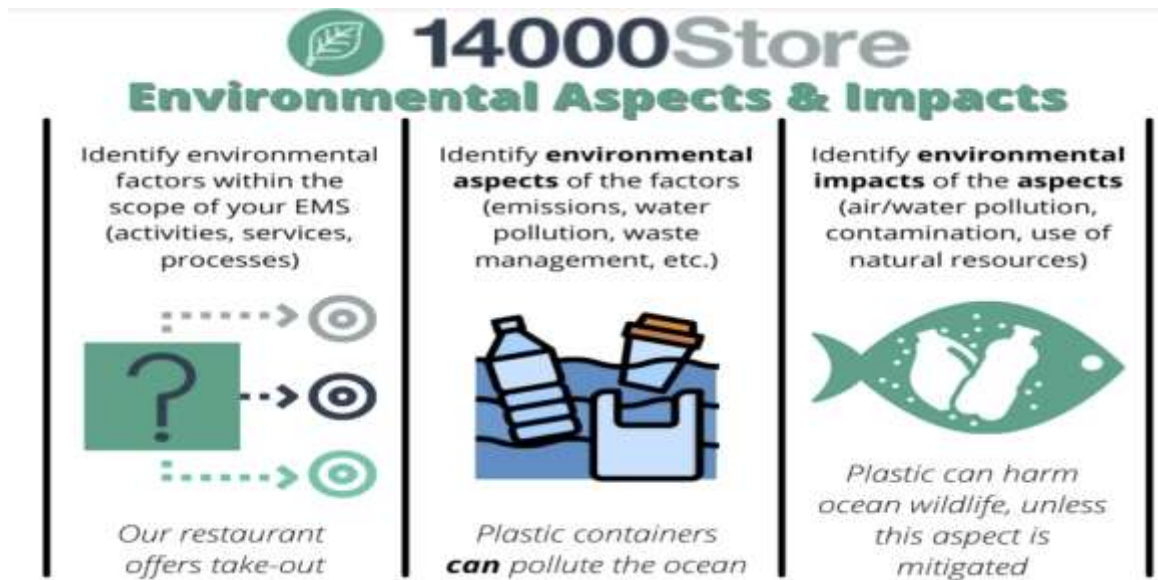 14000Store
Environmental Aspects & Impacts
Identify environmental
factors within the
scope of your EMS
(activities, services,
processes)
?
Our restaurant
offers take-out
Identify environmental
aspects of the factors
(emissions, water
pollution, waste
management, etc.)
Plastic containers
can pollute the ocean
Identify environmental
impacts of the aspects
(air/water pollution,
contamination, use of
natural resources)
Plastic can harm
ocean wildlife, unless
this aspect is
mitigated